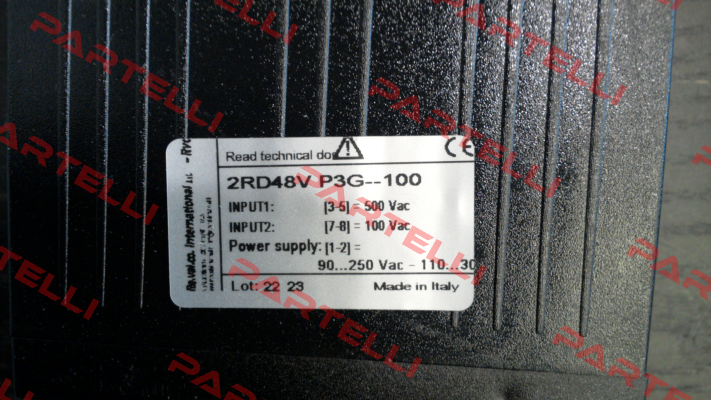 Read technical do
CE
2RD48V P3G--100
INPUT1: [3-5] = 500 Vac
INPUT2: [7-8] = 100 Vac
Power supply: [1-2] =
90...250 Vac - 110...30
Lot: 22 23
Made in Italy
Re.val.co. International
PARTELLI
PARTELLI
PARTELLI
PARTELLI
PARTELLI
PARTELLI
PARTELLI